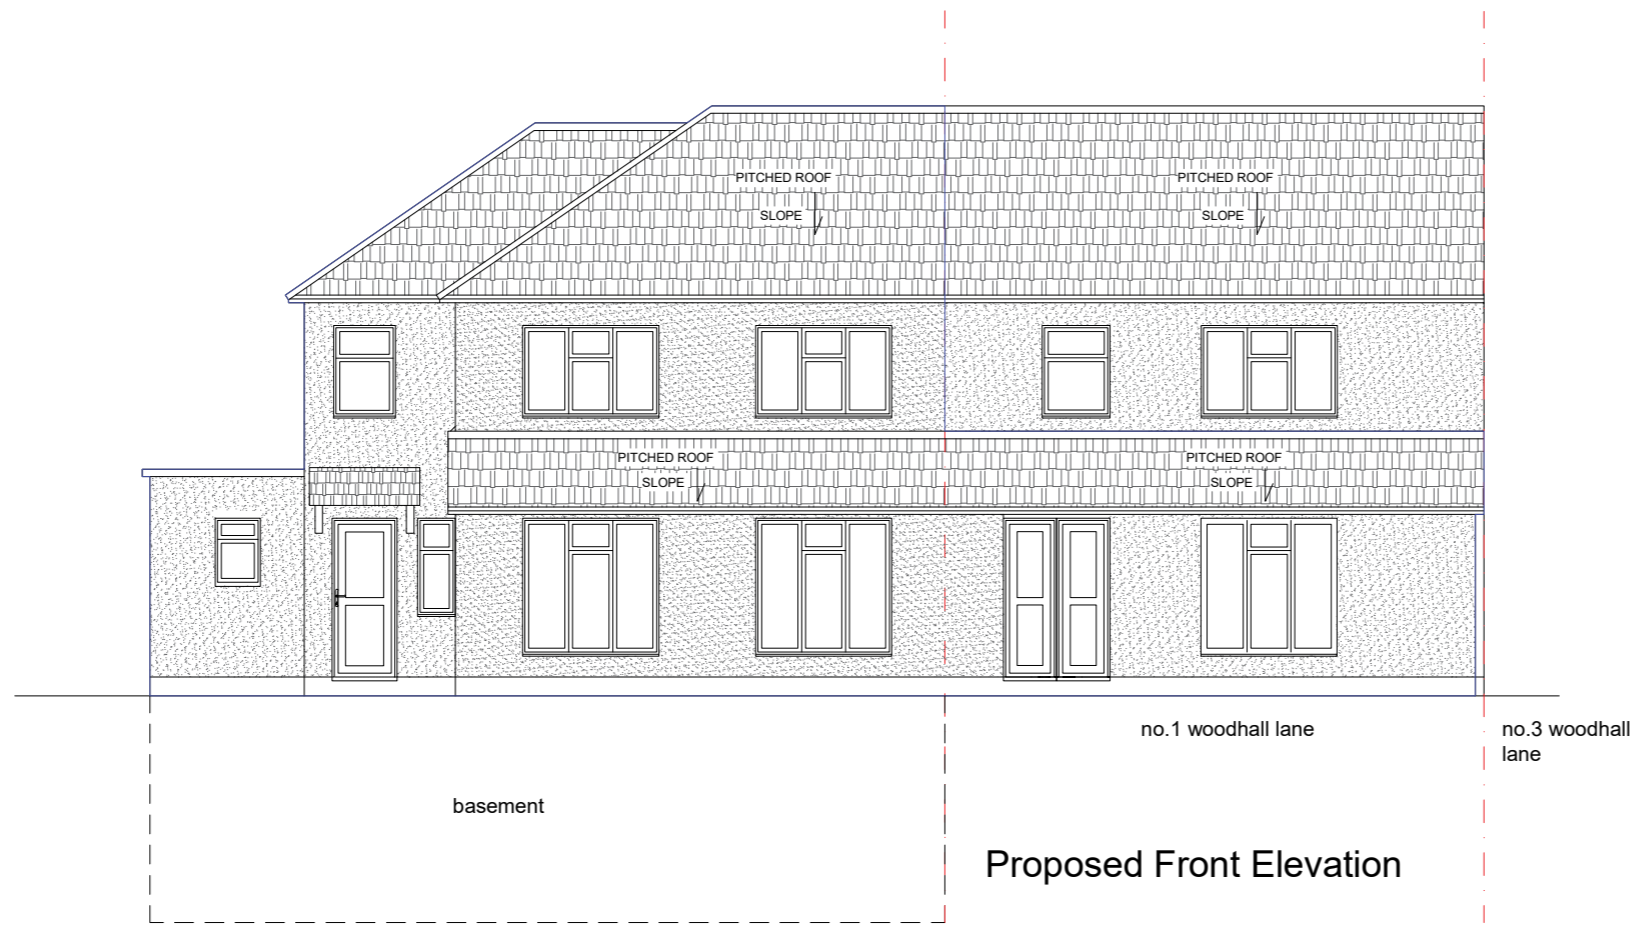 PITCHED ROOF
SLOPE
PITCHED ROOF
SLOPE
PITCHED ROOF
SLOPE
PITCHED ROOF
SLOPE
no.1 woodhall lane
no.3 woodhall
lane
basement
Proposed Front Elevation